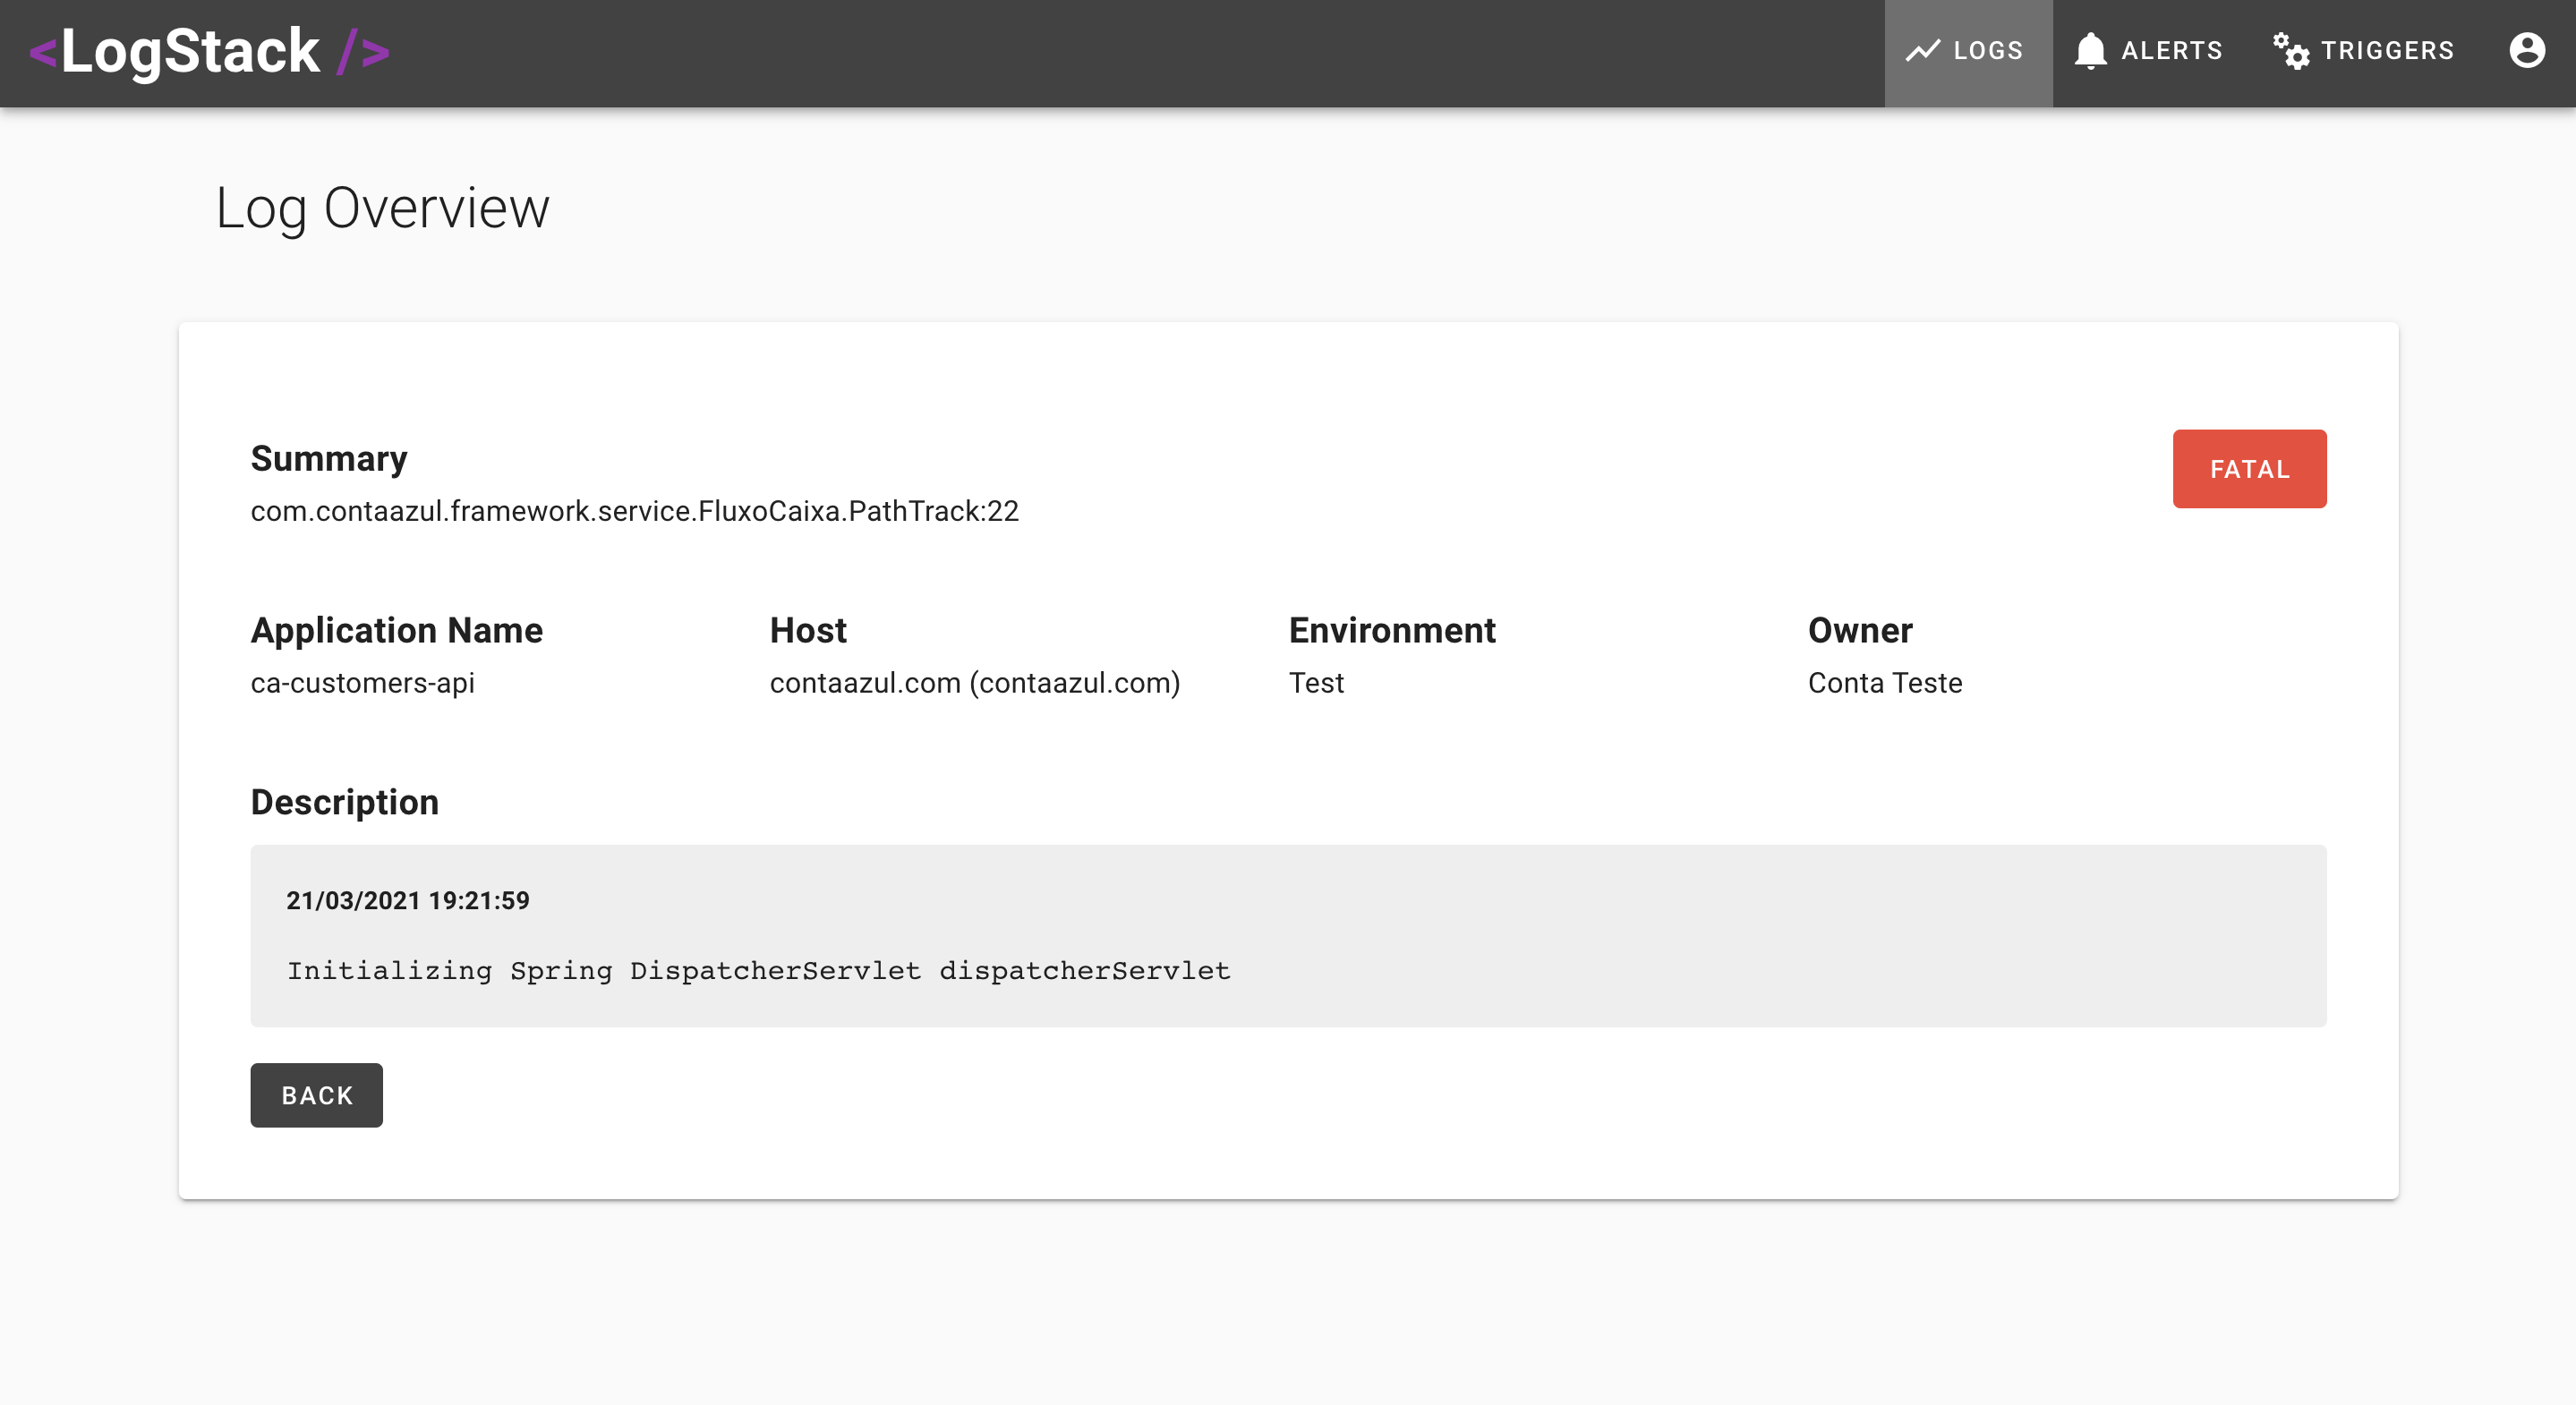 <LogStack />
LOGS ALERTS TRIGGERS
Log Overview
Summary
com.contaazul.framework.service.FluxoCaixa.PathTrack:22
FATAL
Application Name Host Environment Owner
ca-customers-api contaazul.com (contaazul.com) Test Conta Teste
Description
21/03/2021 19:21:59
Initializing Spring DispatcherServlet dispatcherServlet
BACK